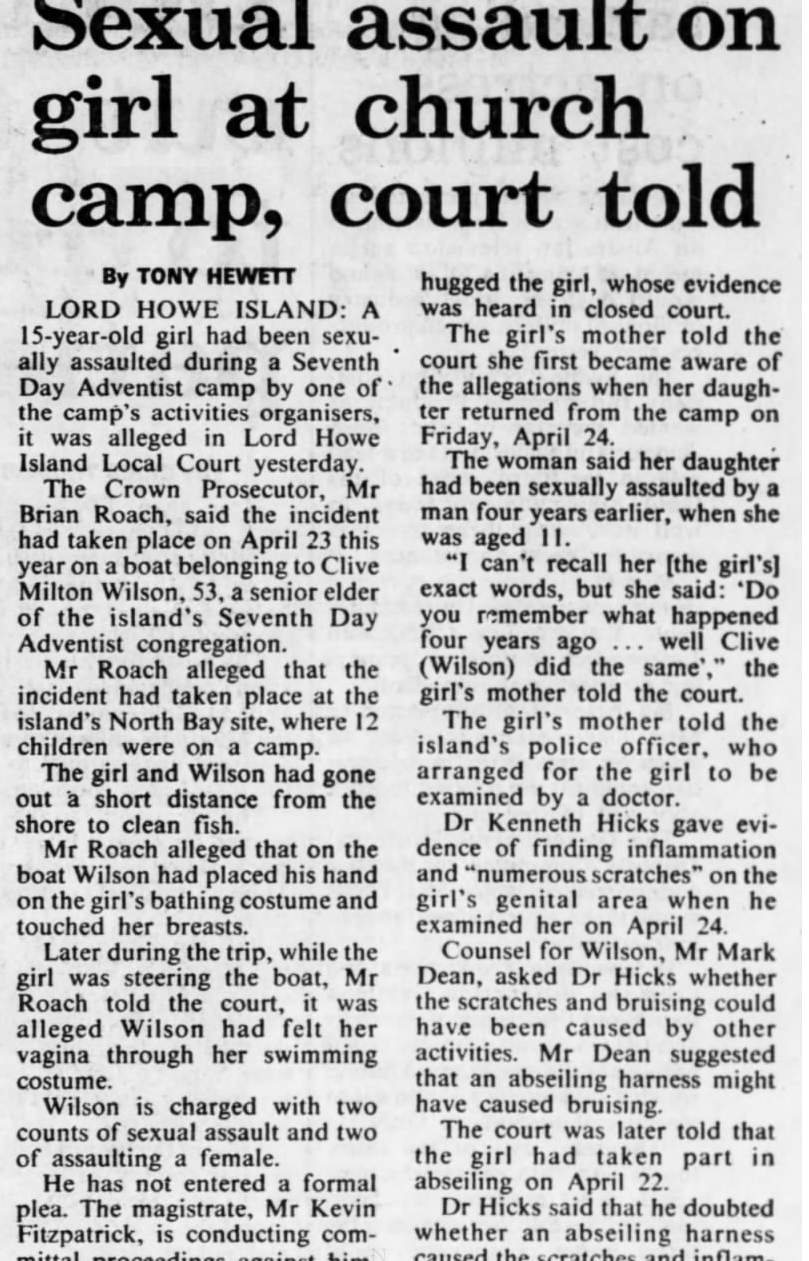 Sexual assault on
girl at church
camp, court told
By TONY HEWETT
LORD HOWE ISLAND: A
15-year-old girl had been sexu-
ally assaulted during a Seventh
Day Adventist camp by one of
the camp's activities organisers,
it was alleged in Lord Howe
Island Local Court yesterday.
The Crown Prosecutor, Mr
Brian Roach, said the incident
had taken place on April 23 this
year on a boat belonging to Clive
Milton Wilson, 53, a senior elder
of the island's Seventh Day
Adventist congregation.
Mr Roach alleged that the
incident had taken place at the
island's North Bay site, where 12
children were on a camp.
The girl and Wilson had gone
out a short distance from the
shore to clean fish.
Mr Roach alleged that on the
boat Wilson had placed his hand
on the girl's bathing costume and
touched her breasts.
Later during the trip, while the
girl was steering the boat, Mr
Roach told the court, it was
alleged Wilson had felt her
vagina through her swimming
costume.
Wilson is charged with two
counts of sexual assault and two
of assaulting a female.
He has not entered a formal
plea. The magistrate, Mr Kevin
Fitzpatrick, is conducting com-
mittal proceedings against him
hugged the girl, whose evidence
was heard in closed court.
The girl's mother told the
court she first became aware of
the allegations when her daugh-
ter returned from the camp on
Friday, April 24.
The woman said her daughter
had been sexually assaulted by a
man four years earlier, when she
was aged 11.
"I can't recall her [the girl's]
exact words, but she said: 'Do
you remember what happened
four years ago ... well Clive
(Wilson) did the same'," the
girl's mother told the court.
The girl's mother told the
island's police officer, who
arranged for the girl to be
examined by a doctor.
Dr Kenneth Hicks gave evi-
dence of finding inflammation
and "numerous scratches" on the
girl's genital area when he
examined her on April 24.
Counsel for Wilson, Mr Mark
Dean, asked Dr Hicks whether
the scratches and bruising could
have been caused by other
activities. Mr Dean suggested
that an abseiling harness might
have caused bruising.
The court was later told that
the girl had taken part in
abseiling on April 22.
Dr Hicks said that he doubted
whether an abseiling harness
caused the scratches and inflam-